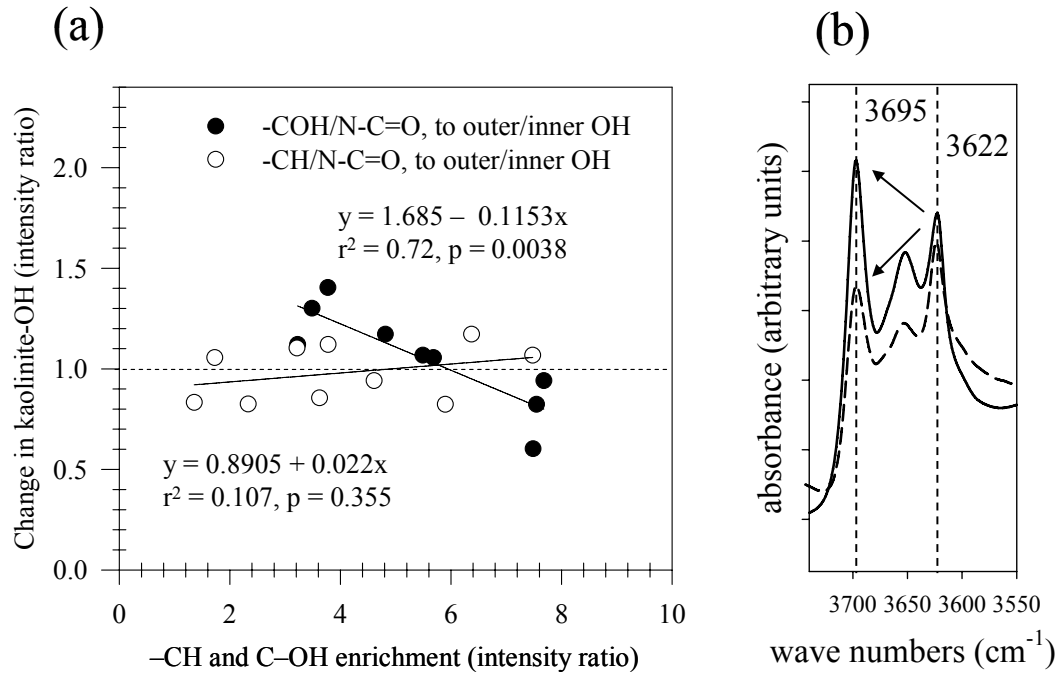 (a)
Change in kaolinite-OH (intensity ratio)
2.0
1.5
1.0
0.5
0.0
-COH/N-C=O, to outer/inner OH
-CH/N-C=O, to outer/inner OH
y = 1.685 – 0.1153x
r² = 0.72, p = 0.0038
y = 0.8905 + 0.022x
r² = 0.107, p = 0.355
0 2 4 6 8 10
–CH and C–OH enrichment (intensity ratio)
(b)
absorbance (arbitrary units)
3695
3622
3700 3650 3600 3550
wave numbers (cm⁻¹)